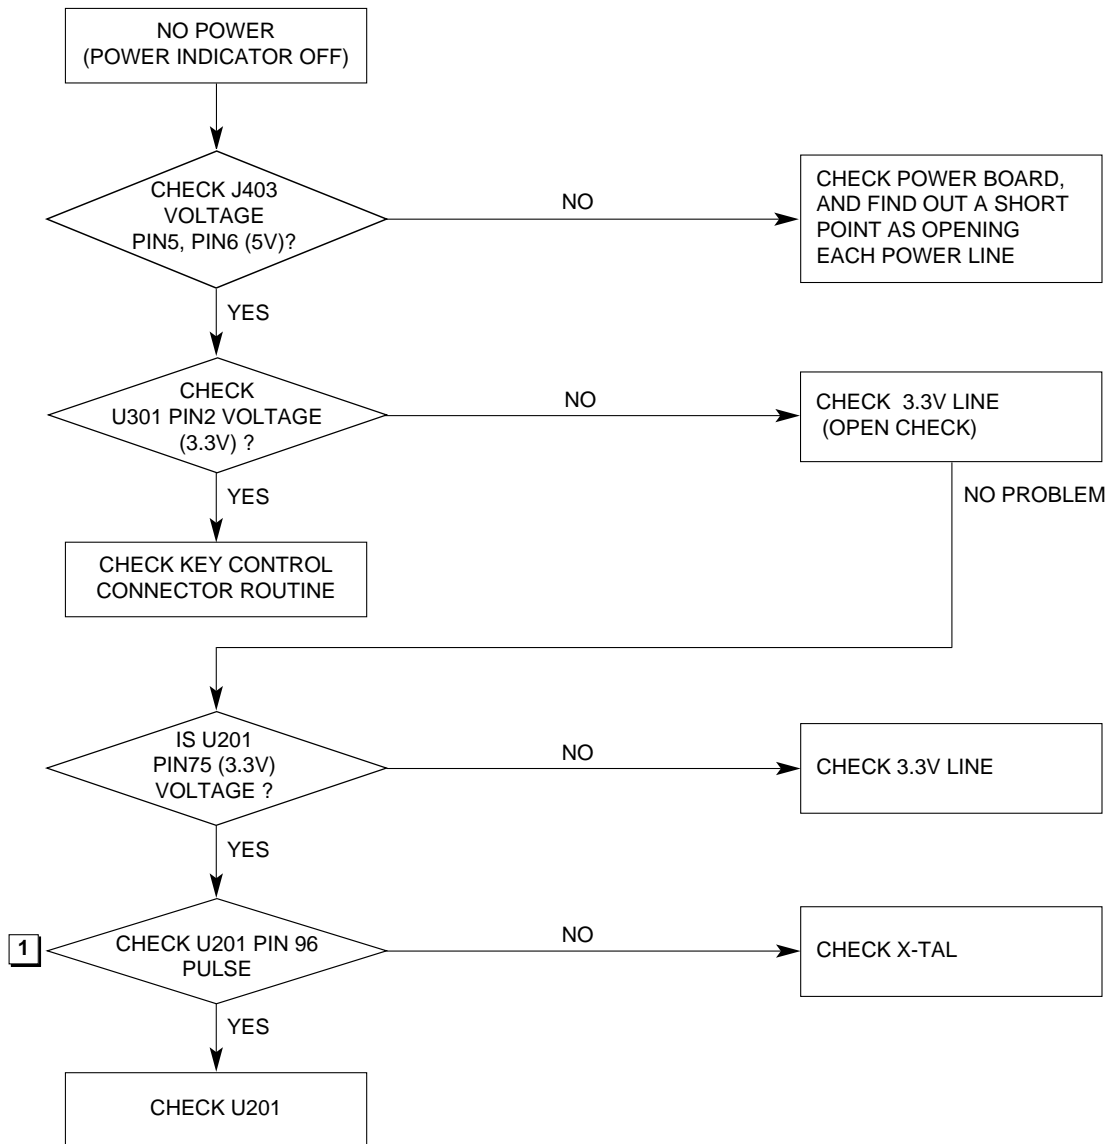 NO POWER
(POWER INDICATOR OFF)
CHECK J403
VOLTAGE
PIN5, PIN6 (5V)?
NO
CHECK POWER BOARD,
AND FIND OUT A SHORT
POINT AS OPENING
EACH POWER LINE
YES
CHECK
U301 PIN2 VOLTAGE
(3.3V) ?
NO
CHECK 3.3V LINE
(OPEN CHECK)
YES
NO PROBLEM
CHECK KEY CONTROL
CONNECTOR ROUTINE
IS U201
PIN75 (3.3V)
VOLTAGE ?
NO
CHECK 3.3V LINE
YES
1
CHECK U201 PIN 96
PULSE
NO
CHECK X-TAL
YES
CHECK U201